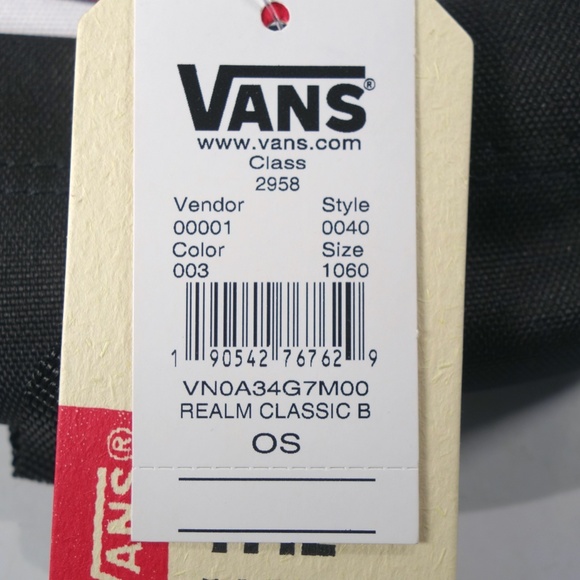 VANS®
www.vans.com
Class
2958
Vendor Style
00001 0040
Color Size
003 1060
1 90542 76762 9
VN0A34G7M00
REALM CLASSIC B
OS
VANS®